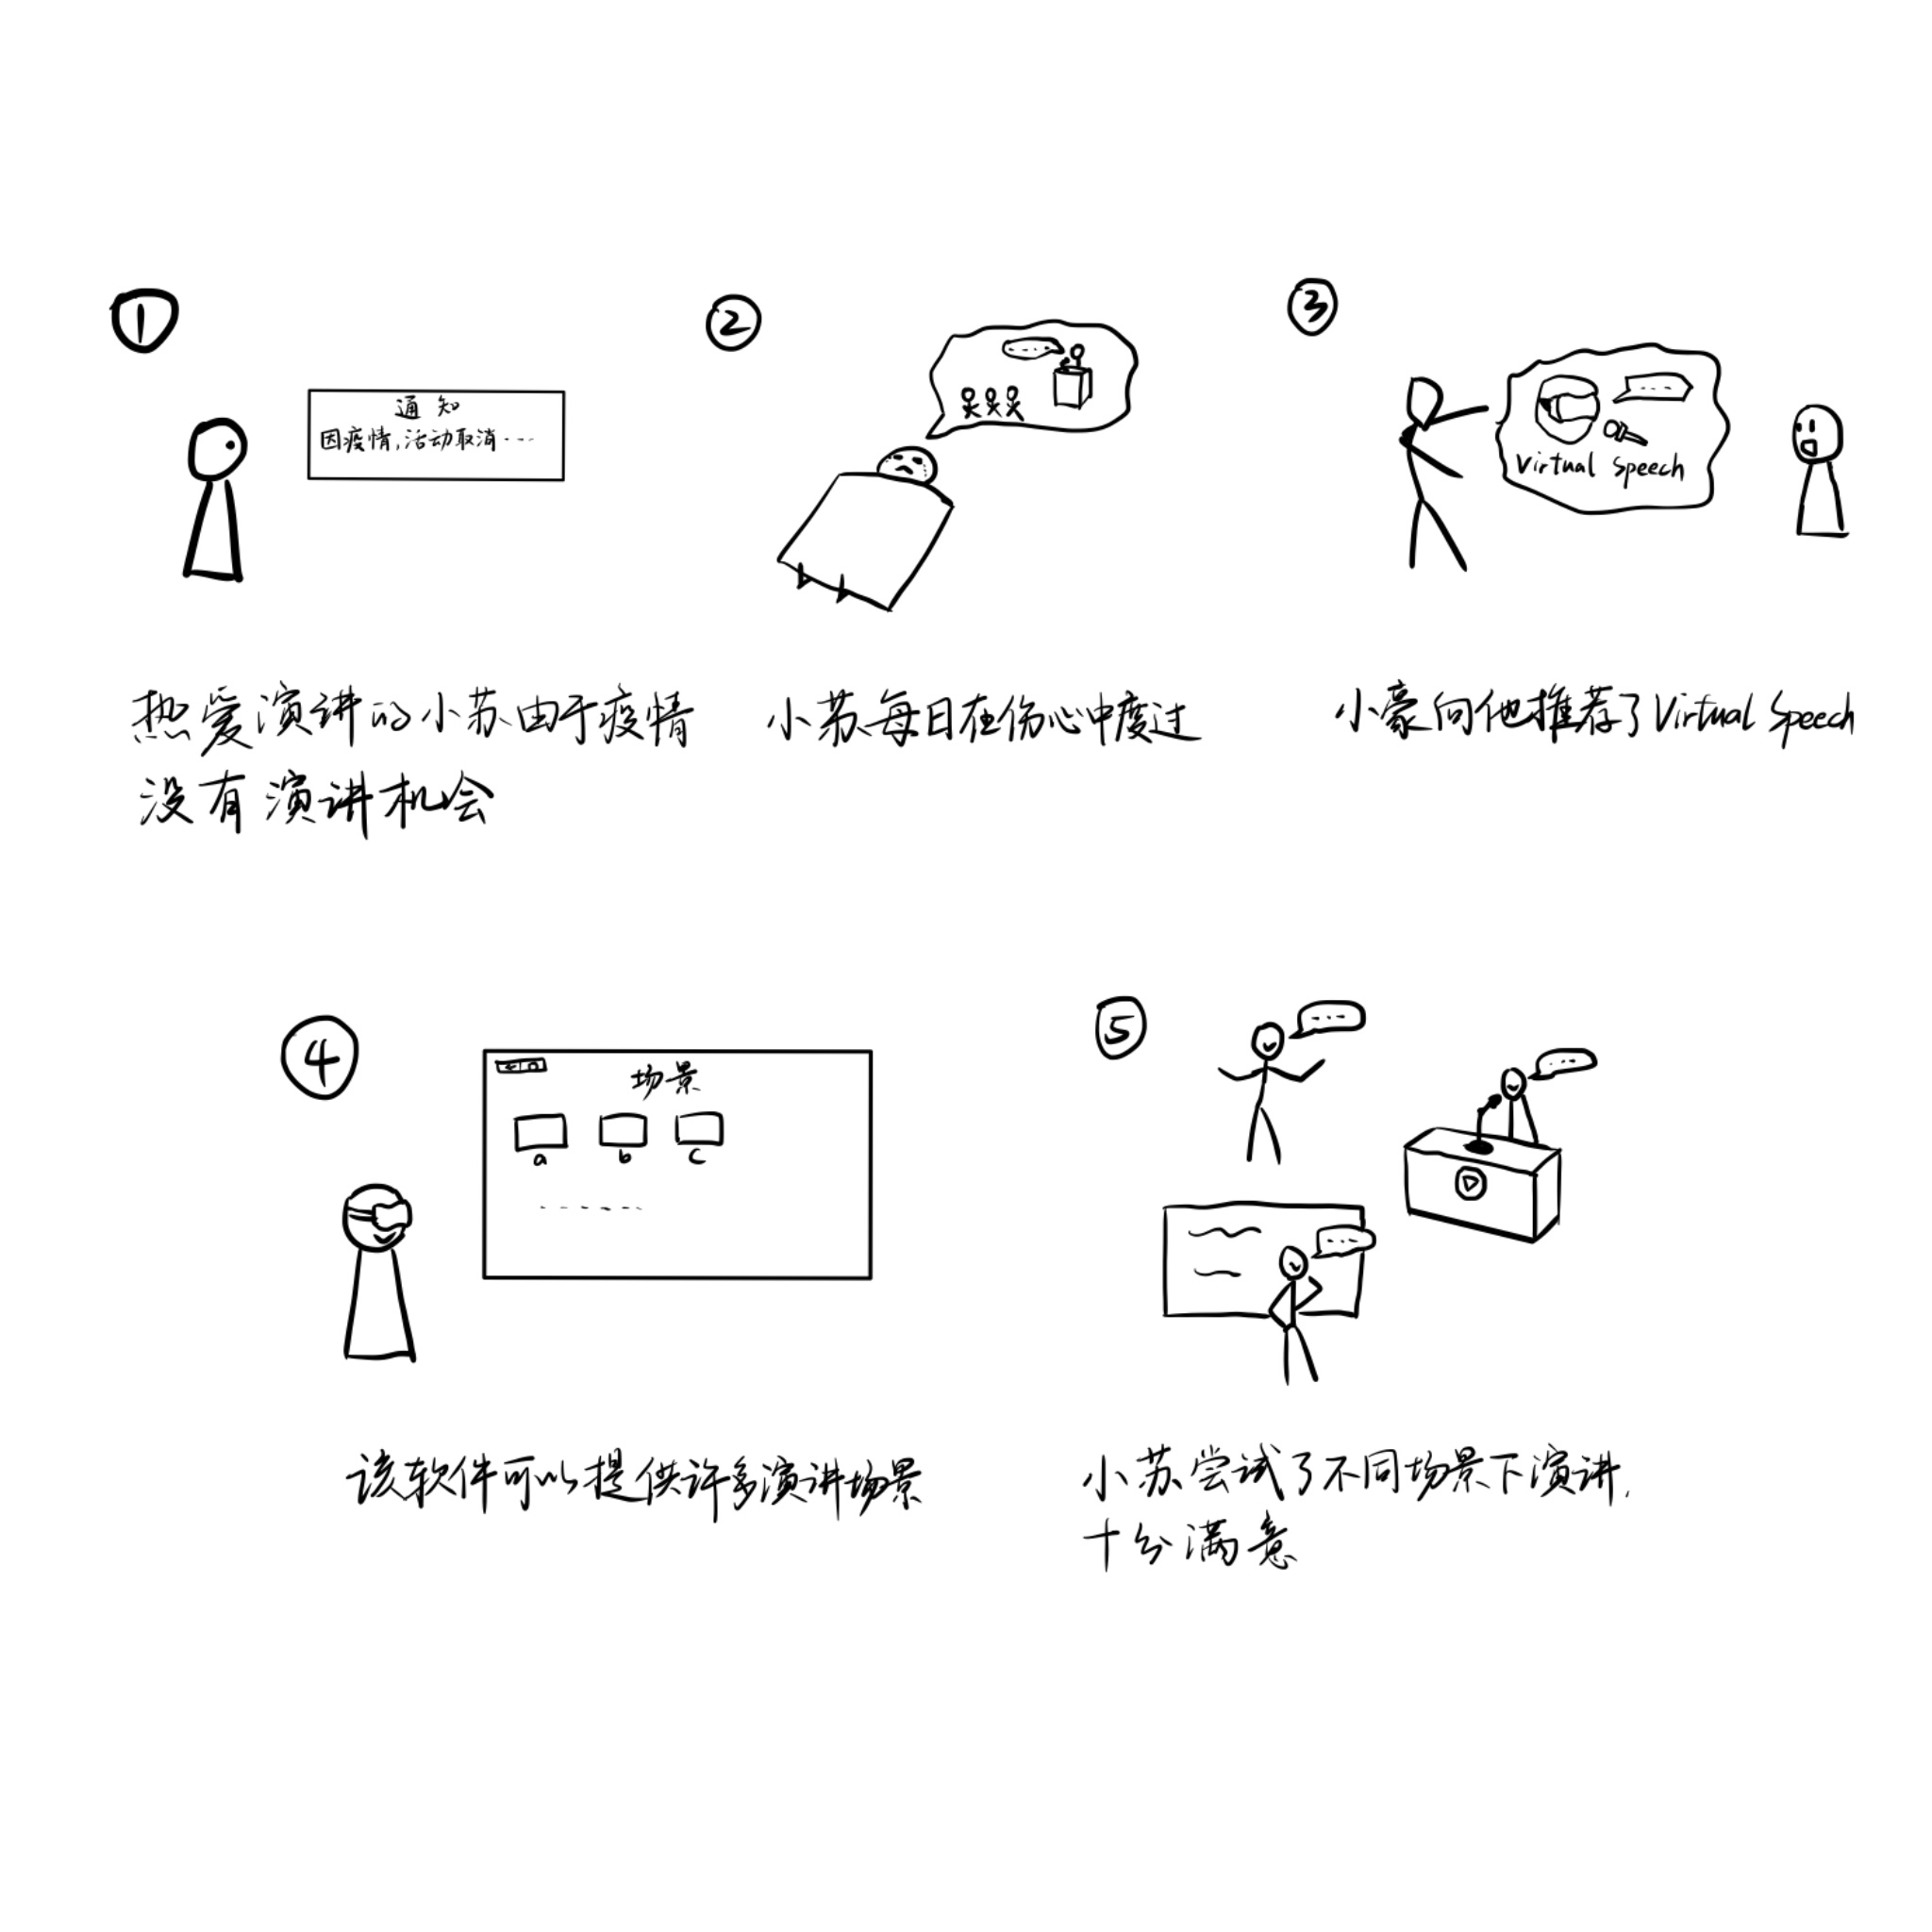 ①
通知
因疫情,活动取消……
热爱演讲的小苏由于疫情
没有演讲机会
②
小苏每日在伤心中度过
③
Virtual Speech
小豪向他推荐了Virtual Speech
④
场景
a b c
该软件可以提供许多演讲场景
⑤
小苏尝试了不同场景下演讲,
十分满意